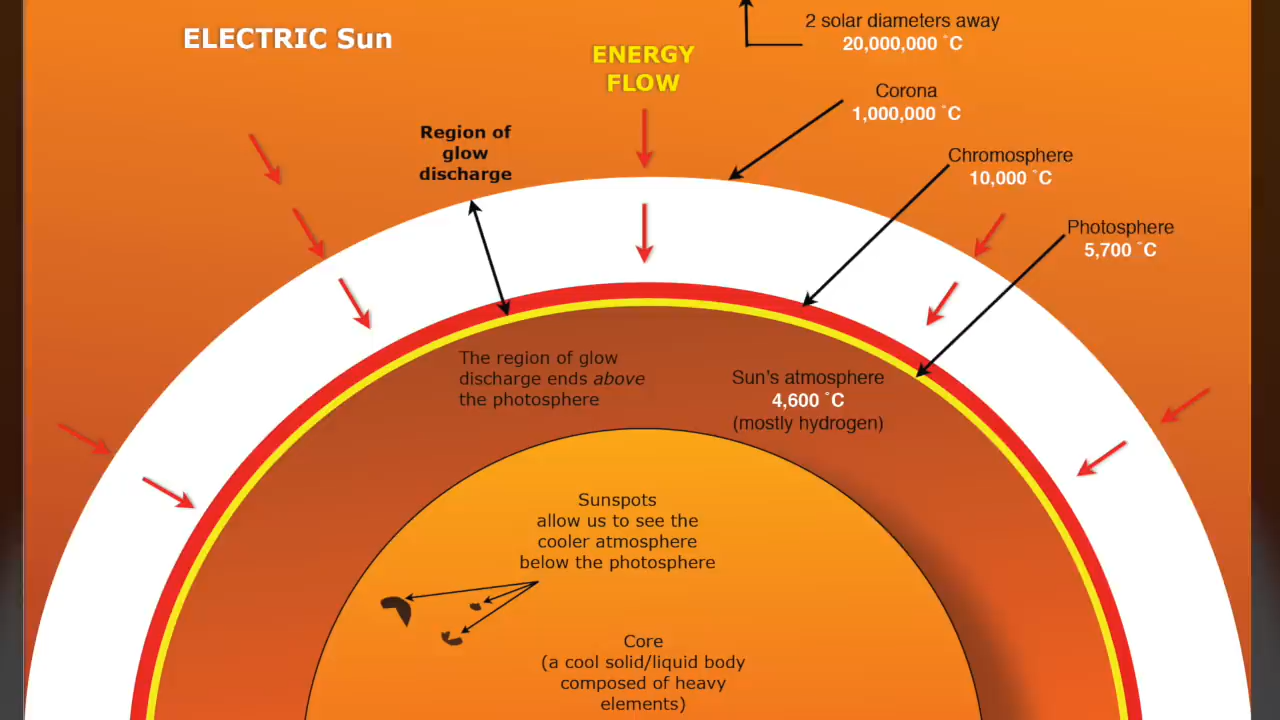 ELECTRIC Sun
ENERGY
FLOW
2 solar diameters away
20,000,000 ˚C
Corona
1,000,000 ˚C
Region of
glow
discharge
Chromosphere
10,000 ˚C
Photosphere
5,700 ˚C
The region of glow
discharge ends above
the photosphere
Sun's atmosphere
4,600 ˚C
(mostly hydrogen)
Sunspots
allow us to see the
cooler atmosphere
below the photosphere
Core
(a cool solid/liquid body
composed of heavy
elements)